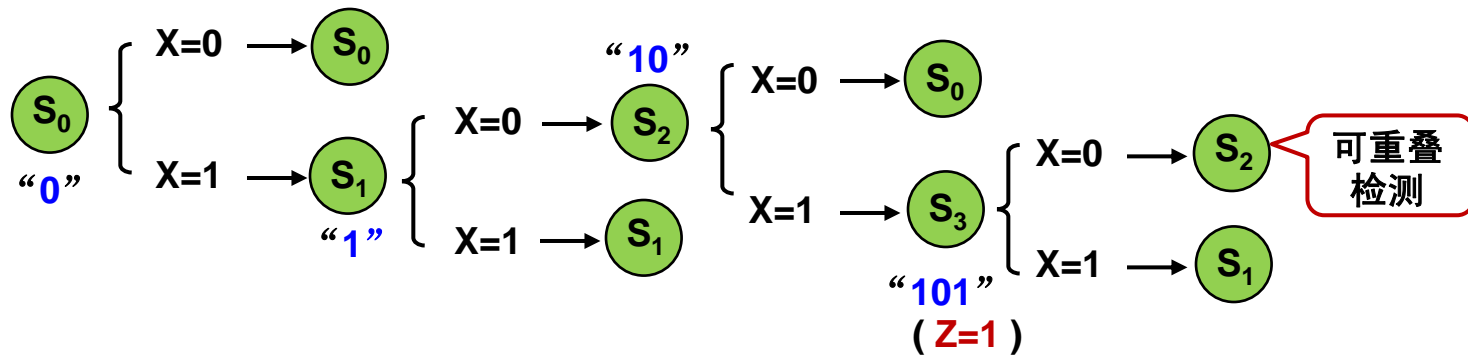 S₀
“0”
X=0
S₀
X=1
S₁
“1”
X=0
“10”
S₂
X=1
S₁
X=0
S₀
X=1
S₃
“101”
( Z=1 )
X=0
S₂
可重叠
检测
X=1
S₁